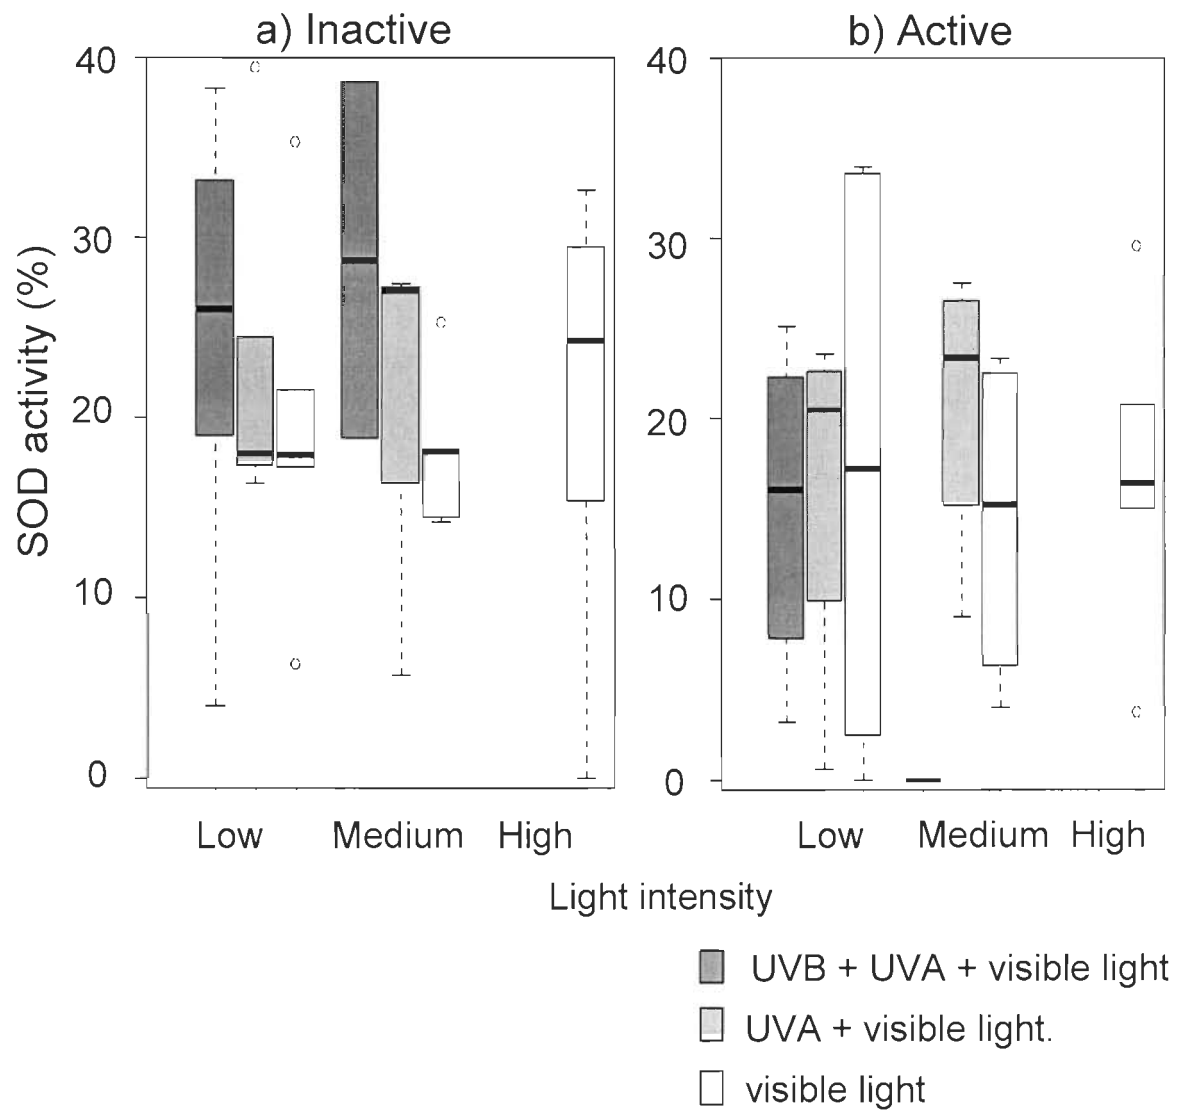 a) Inactive
b) Active
SOD activity (%)
40
30
20
10
0
40
30
20
10
0
Low Medium High
Low Medium High
Light intensity
UVB + UVA + visible light
UVA + visible light.
visible light